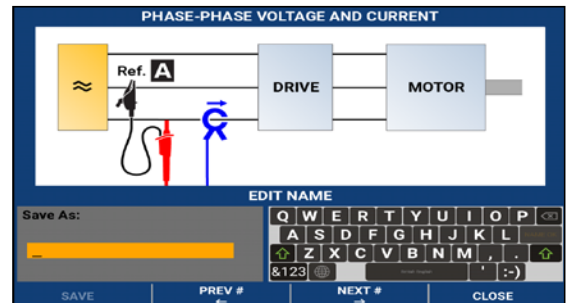 PHASE-PHASE VOLTAGE AND CURRENT
Ref. A
≈ DRIVE MOTOR
EDIT NAME
Save As:
_
Q W E R T Y U I O P
A S D F G H J K L
Z X C V B N M , .
&123 ' :-)
SAVE PREV # NEXT # CLOSE
← →